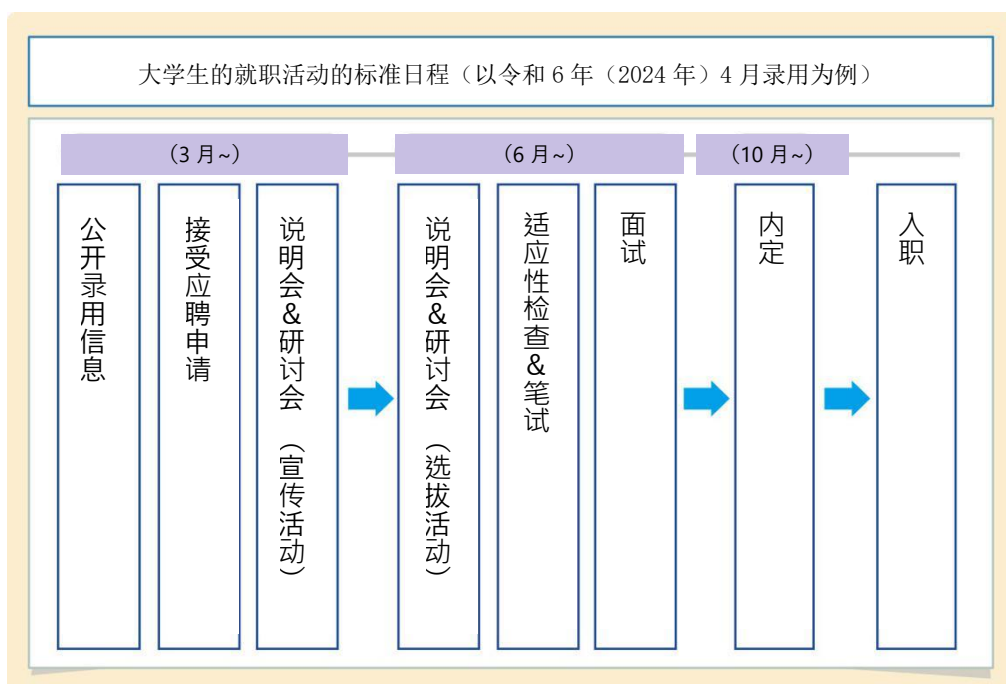 大学生的就职活动的标准日程（以令和 6 年（2024 年）4 月录用为例）
（3 月~）
（6 月~）
（10 月~）
公开录用信息
接受应聘申请
说明会&研讨会（宣传活动）
说明会&研讨会（选拔活动）
适应性检查&笔试
面试
内定
入职